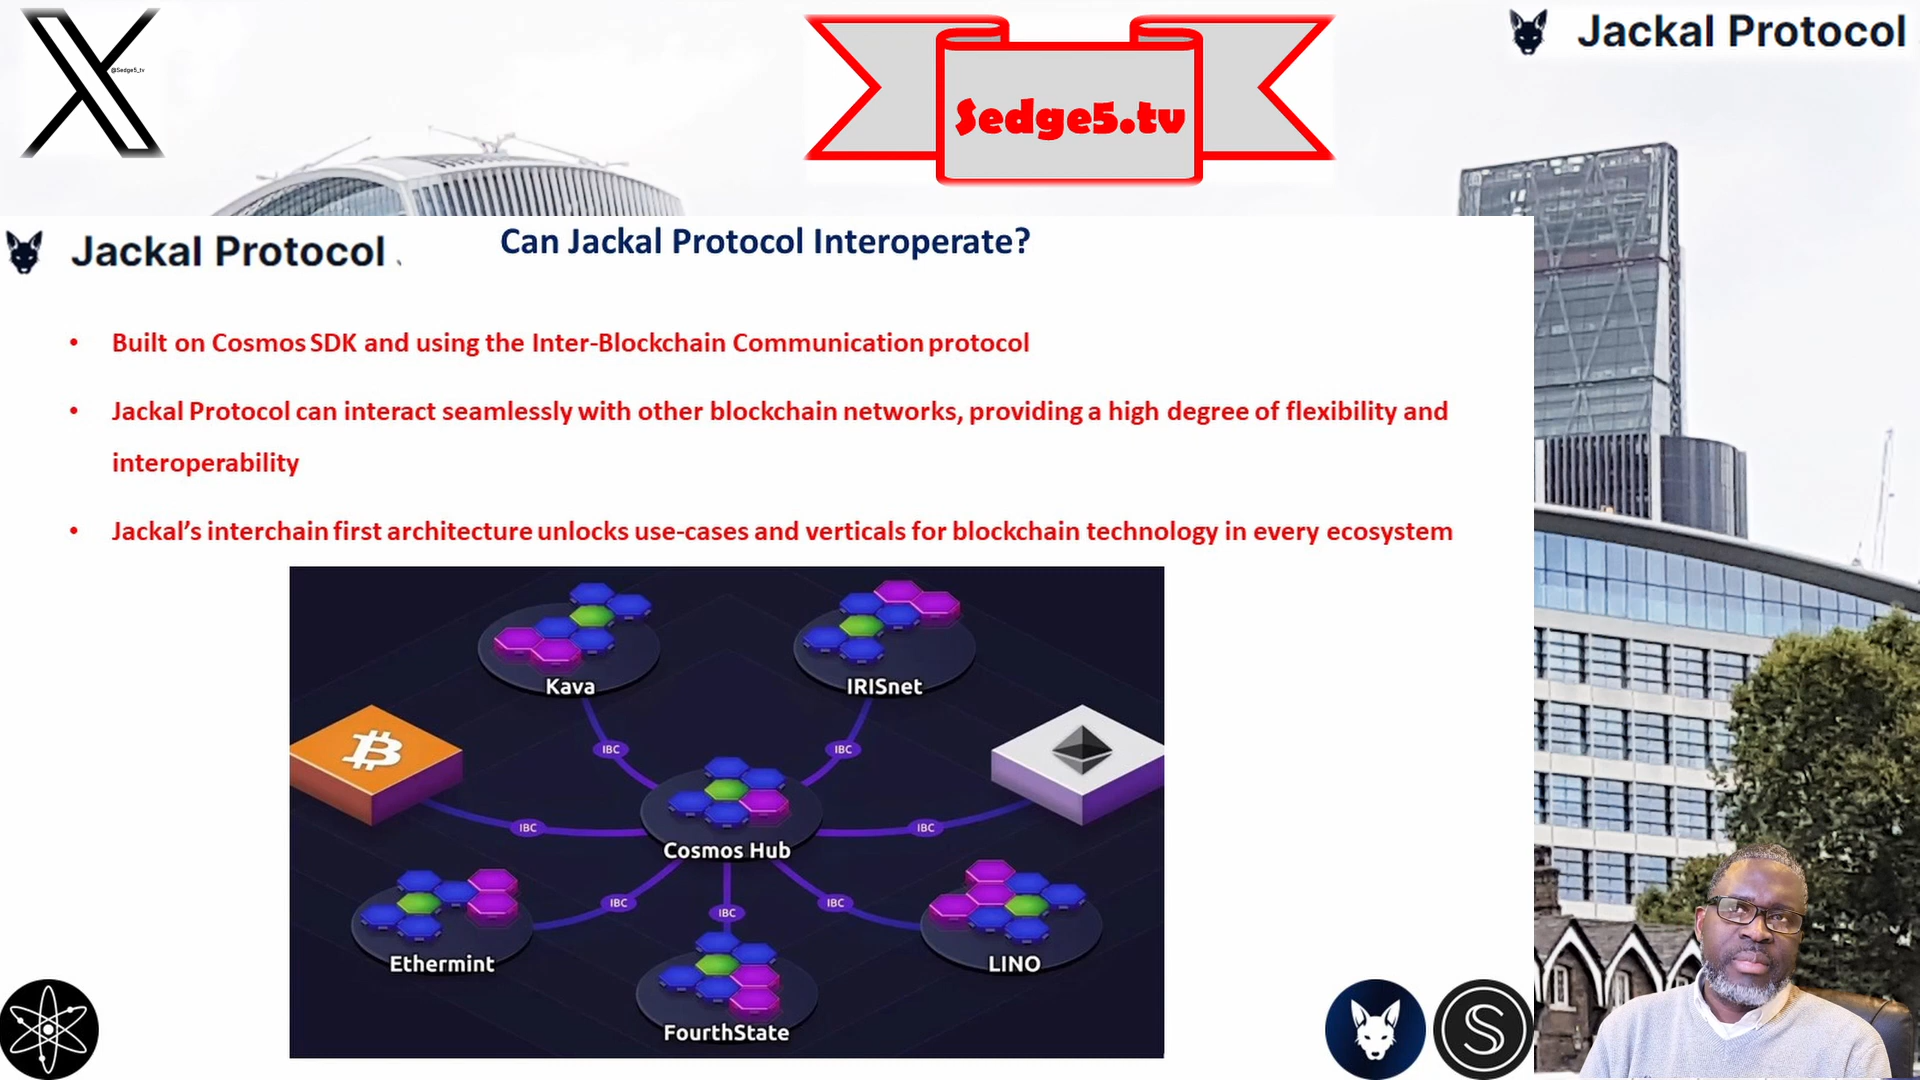 @Sedge5_tv
Sedge5.tv
Jackal Protocol
Jackal Protocol
Can Jackal Protocol Interoperate?
• Built on Cosmos SDK and using the Inter-Blockchain Communication protocol
• Jackal Protocol can interact seamlessly with other blockchain networks, providing a high degree of flexibility and
interoperability
• Jackal’s interchain first architecture unlocks use-cases and verticals for blockchain technology in every ecosystem
Kava
IRISnet
IBC
IBC
IBC
IBC
Cosmos Hub
IBC
IBC
IBC
Ethermint
LINO
FourthState